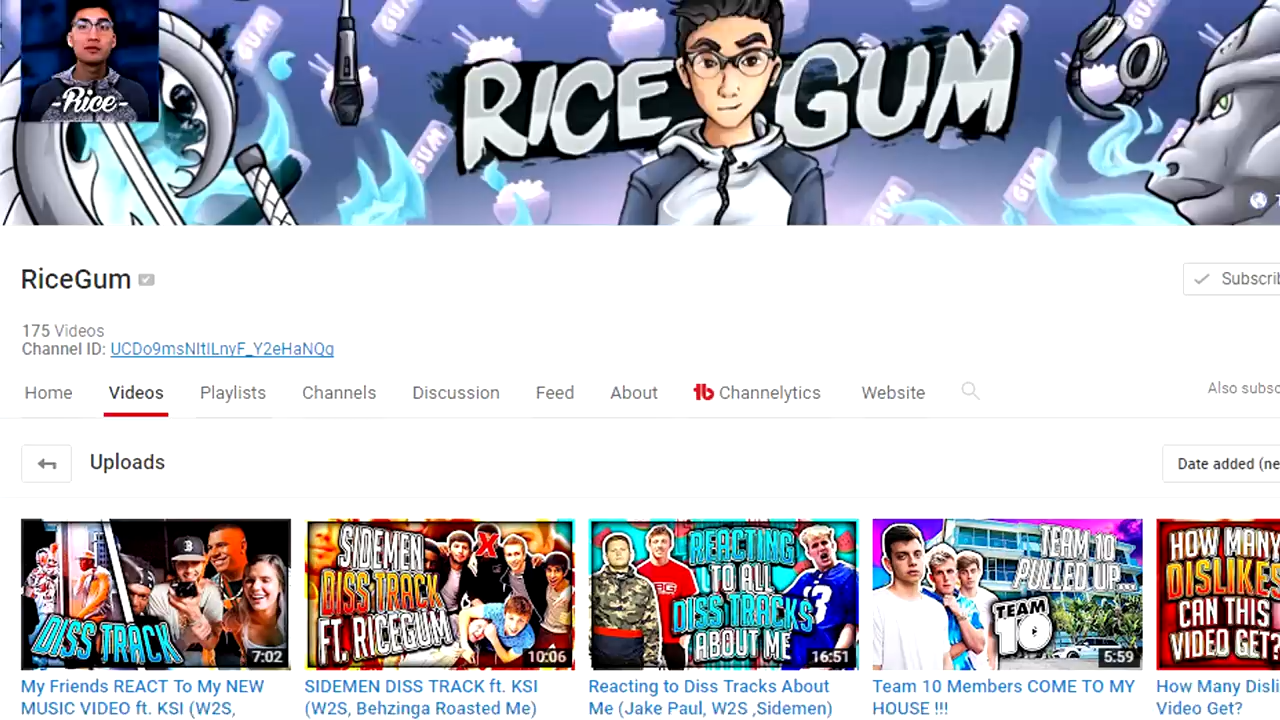 -Rice-
GUM
GUM
GUM
RICEGUM
GUM
GUM
GUM
RiceGum
Subscrib
175 Videos
Channel ID: UCDo9msNItILnyF_Y2eHaNQg
Home Videos Playlists Channels Discussion Feed About Channelytics Website
Also subsc
Uploads
Date added (ne
DISS TRACK
7:02
SIDEMEN
DISS TRACK
FT. RICEGUM
10:06
REACTING
TO ALL
DISS TRACKS
ABOUT ME
16:51
TEAM 10
PULLED UP...
TEAM
10
5:59
HOW MANY
DISLIKES
CAN THIS
VIDEO GET?
My Friends REACT To My NEW
MUSIC VIDEO ft. KSI (W2S,
SIDEMEN DISS TRACK ft. KSI
(W2S, Behzinga Roasted Me)
Reacting to Diss Tracks About
Me (Jake Paul, W2S ,Sidemen)
Team 10 Members COME TO MY
HOUSE !!!
How Many Disli
Video Get?